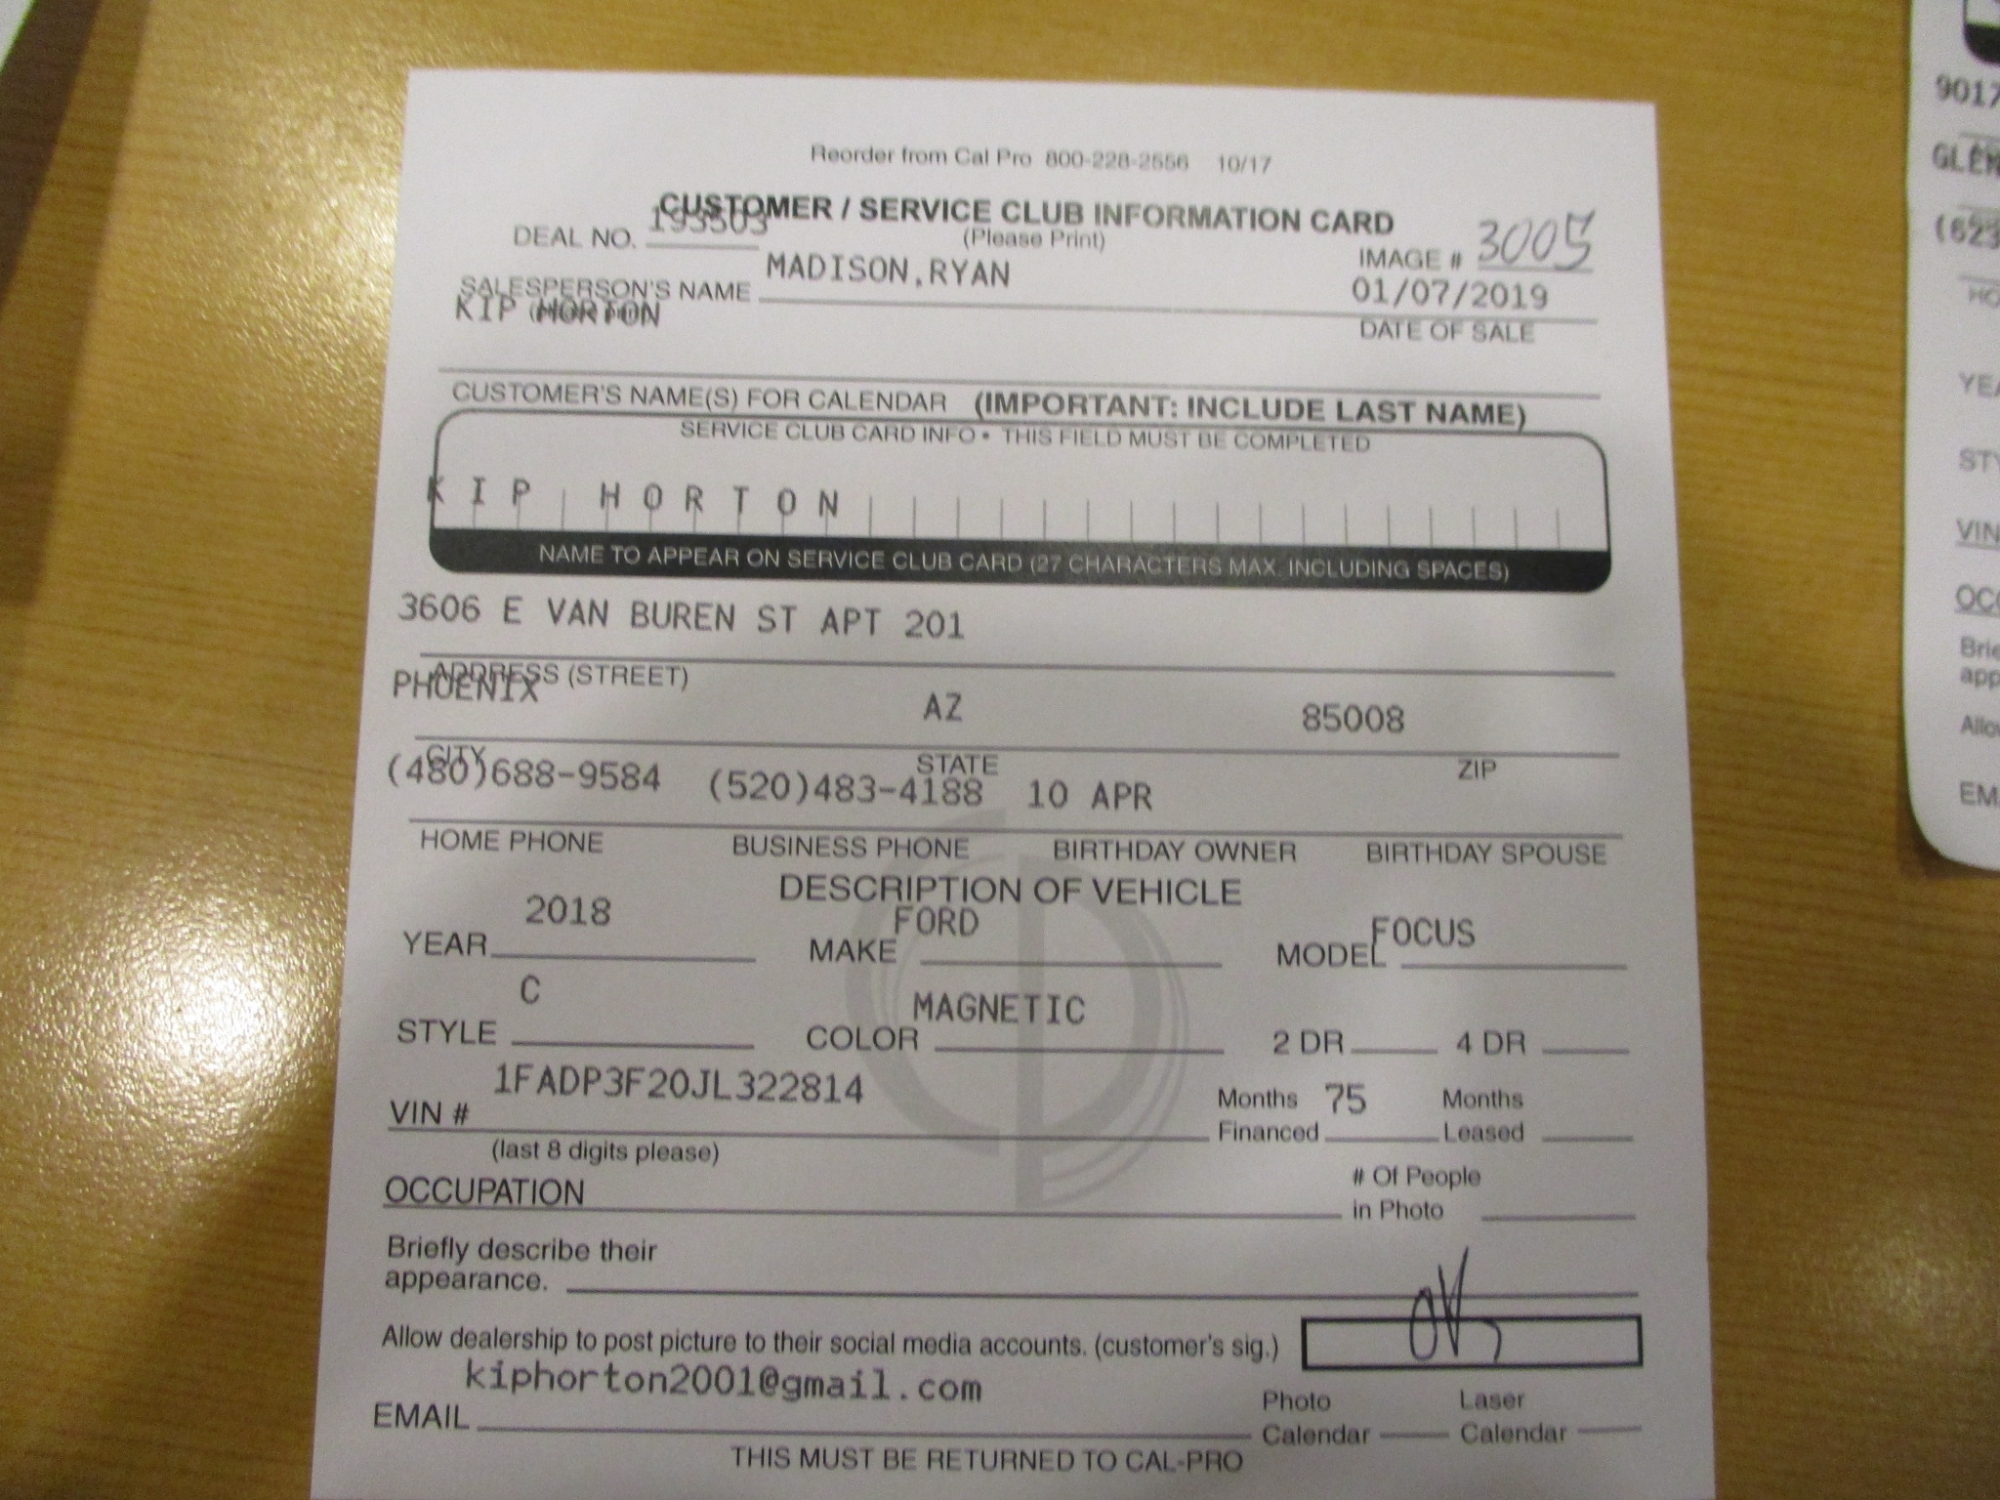 Reorder from Cal Pro 800-228-2556 10/17
CUSTOMER / SERVICE CLUB INFORMATION CARD
(Please Print)
DEAL NO. 193503
IMAGE # 3005
SALESPERSON'S NAME MADISON,RYAN
01/07/2019
DATE OF SALE
KIP HORTON
CUSTOMER'S NAME(S) FOR CALENDAR (IMPORTANT: INCLUDE LAST NAME)
SERVICE CLUB CARD INFO • THIS FIELD MUST BE COMPLETED
KIP HORTON
NAME TO APPEAR ON SERVICE CLUB CARD (27 CHARACTERS MAX. INCLUDING SPACES)
3606 E VAN BUREN ST APT 201
ADDRESS (STREET)
PHOENIX AZ 85008
CITY STATE ZIP
(480)688-9584 (520)483-4188 10 APR
HOME PHONE BUSINESS PHONE BIRTHDAY OWNER BIRTHDAY SPOUSE
DESCRIPTION OF VEHICLE
YEAR 2018 MAKE FORD MODEL FOCUS
STYLE C COLOR MAGNETIC 2 DR 4 DR
VIN # 1FADP3F20JL322814
(last 8 digits please)
Months Financed 75 Months Leased
OCCUPATION
# Of People in Photo
Briefly describe their
appearance.
Allow dealership to post picture to their social media accounts. (customer's sig.)
EMAIL kiphorton2001@gmail.com
Photo Calendar Laser Calendar
THIS MUST BE RETURNED TO CAL-PRO
9017
(623
YEA
VIN
Brie
app
Allo